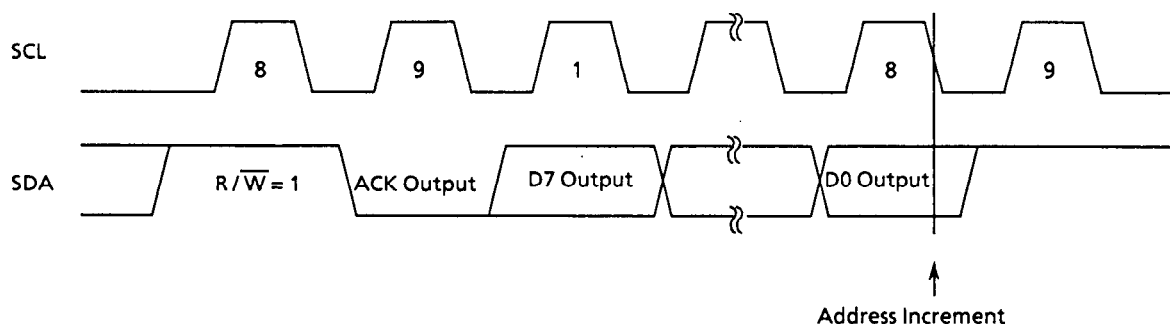 SCL
8
9
1
8
9
SDA
R/W̅ = 1
ACK Output
D7 Output
D0 Output
Address Increment